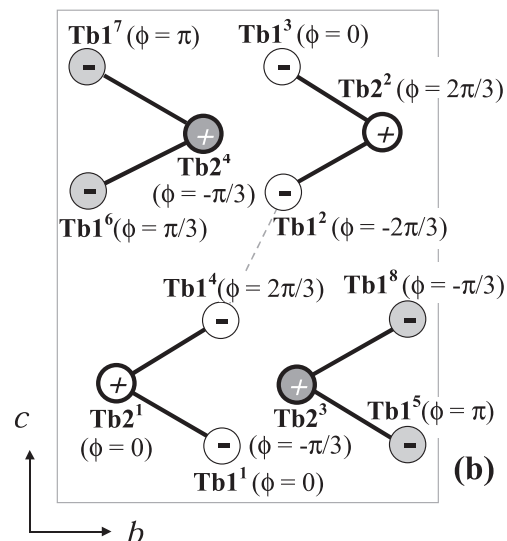 Tb1⁷ (ϕ = π) Tb1³ (ϕ = 0)
- -
Tb2² (ϕ = 2π/3)
+ +
Tb2⁴
(ϕ = -π/3)
- -
Tb1⁶(ϕ = π/3) Tb1² (ϕ = -2π/3)
Tb1⁴(ϕ = 2π/3) Tb1⁸ (ϕ = -π/3)
- -
+ +
Tb2¹ Tb2³ Tb1⁵(ϕ = π)
(ϕ = 0) - (ϕ = -π/3) -
Tb1¹ (ϕ = 0)
(b)
c
b